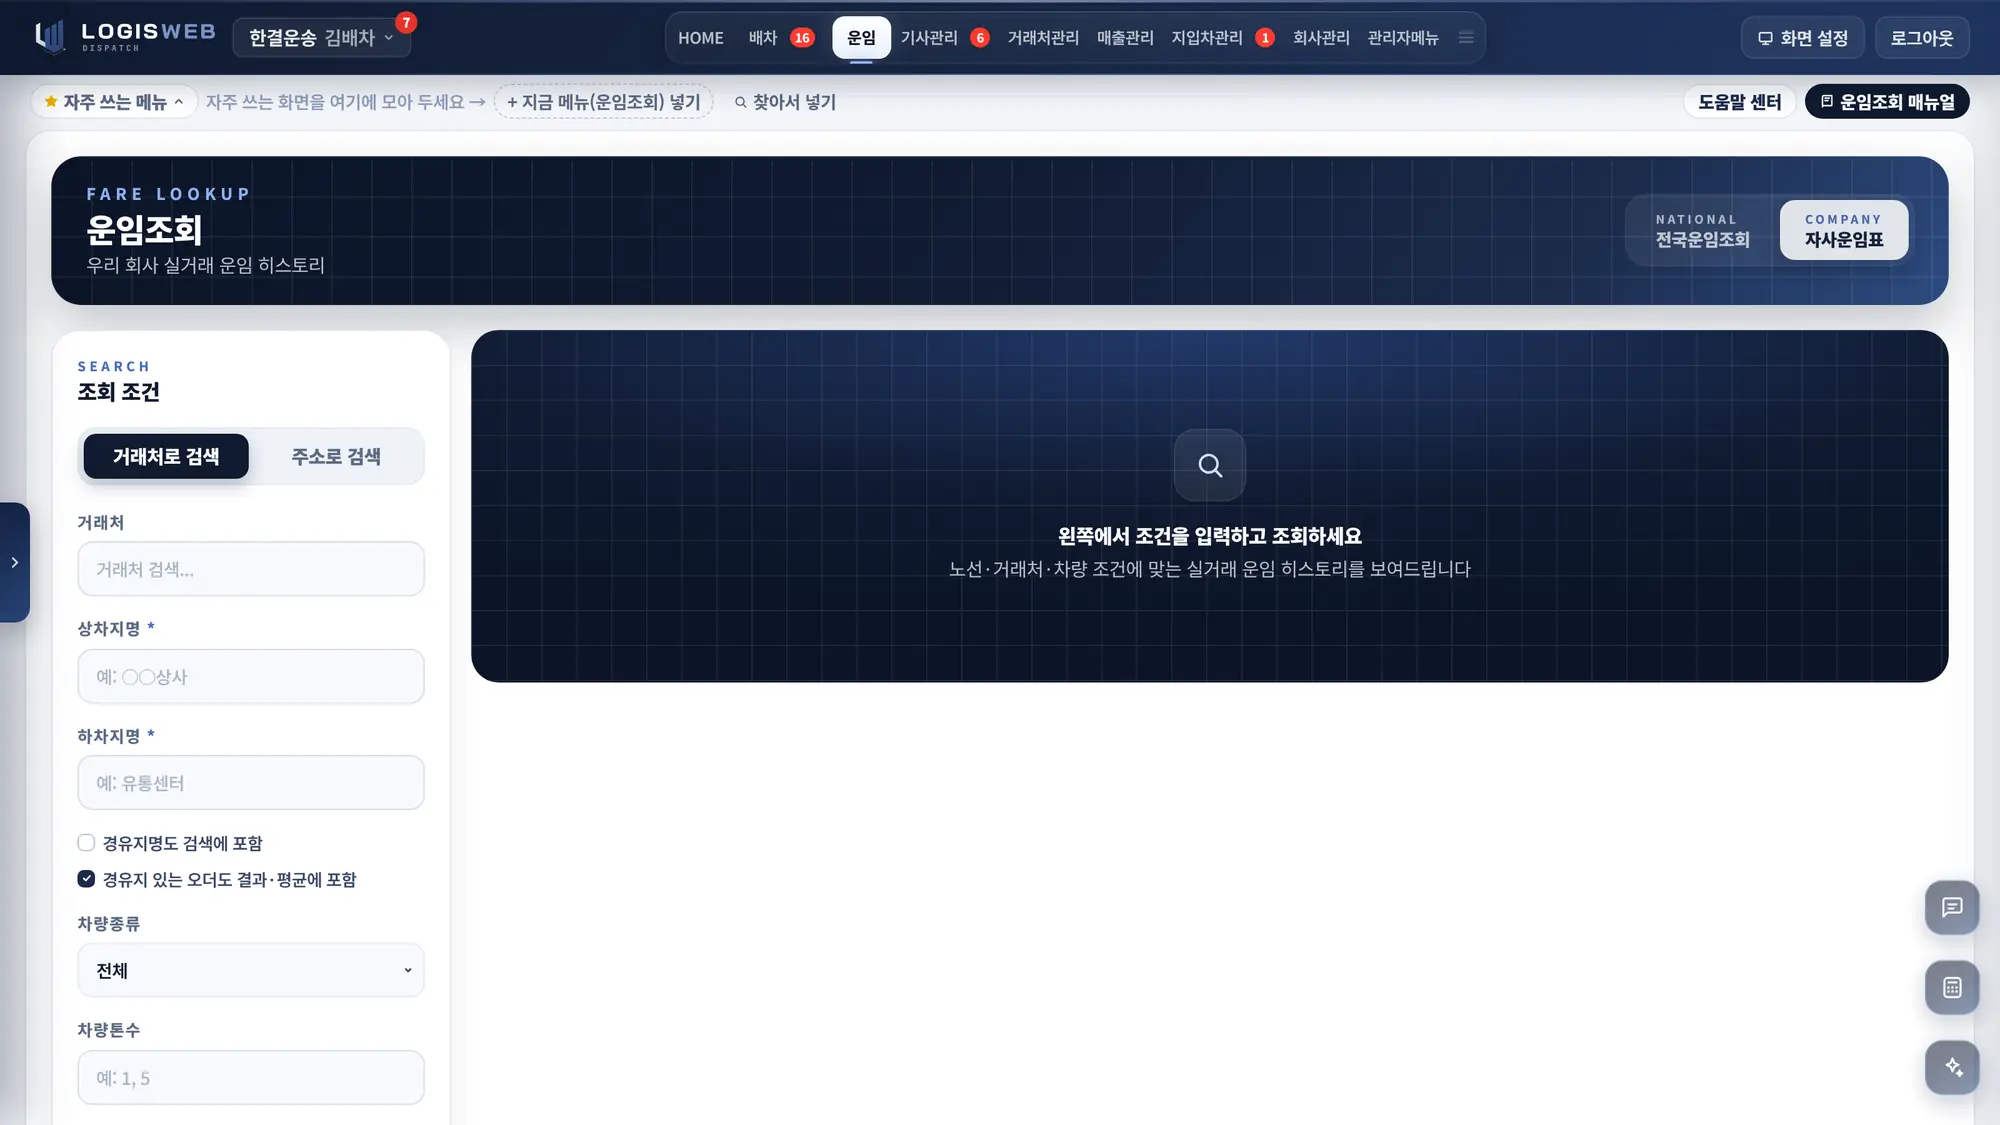 LOGISWEB
DISPATCH
한결운송 김배차
7
HOME
배차 16
운임
기사관리 6
거래처관리
매출관리
지입차관리 1
회사관리
관리자메뉴
화면 설정
로그아웃
자주 쓰는 메뉴
자주 쓰는 화면을 여기에 모아 두세요 →
+ 지금 메뉴(운임조회) 넣기
찾아서 넣기
도움말 센터
운임조회 매뉴얼
FARE LOOKUP
운임조회
우리 회사 실거래 운임 히스토리
NATIONAL
전국운임조회
COMPANY
자사운임표
SEARCH
조회 조건
거래처로 검색
주소로 검색
거래처
거래처 검색...
상차지명 *
예: ○○상사
하차지명 *
예: 유통센터
경유지명도 검색에 포함
경유지 있는 오더도 결과·평균에 포함
차량종류
전체
차량톤수
예: 1, 5
왼쪽에서 조건을 입력하고 조회하세요
노선·거래처·차량 조건에 맞는 실거래 운임 히스토리를 보여드립니다